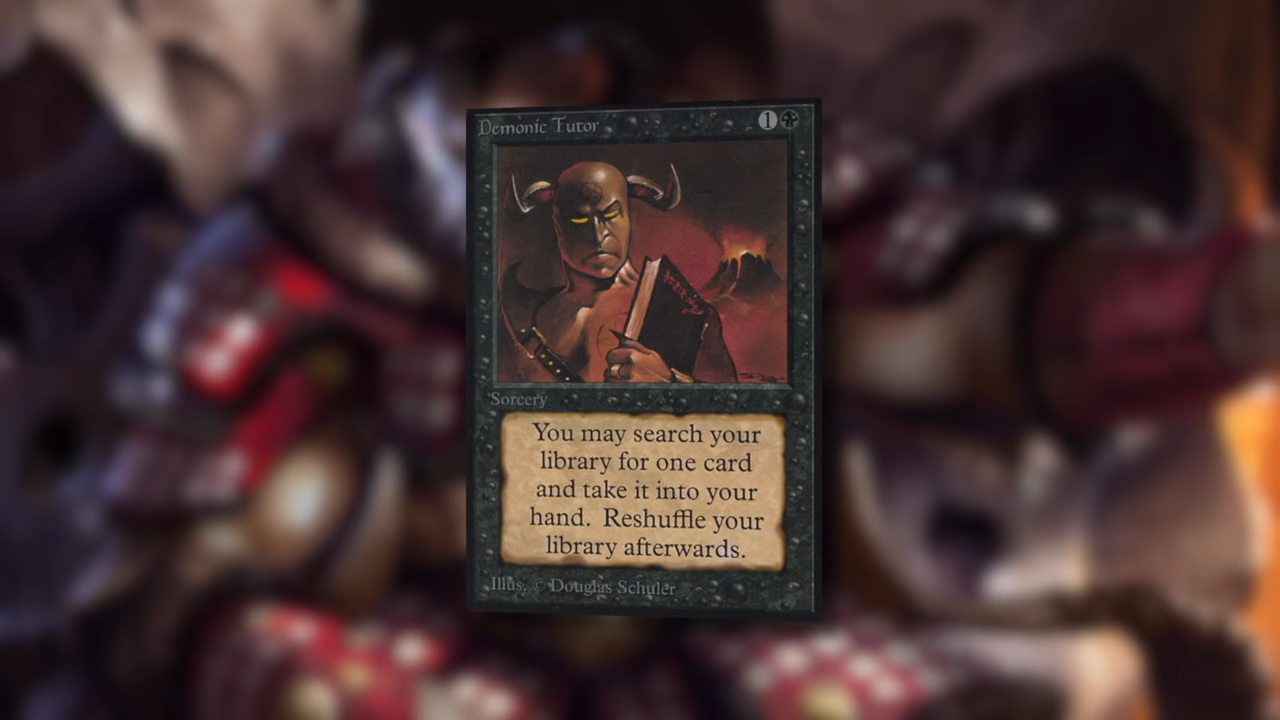 Demonic Tutor 1
Sorcery
You may search your
library for one card
and take it into your
hand. Reshuffle your
library afterwards.
Illus. © Douglas Schuler